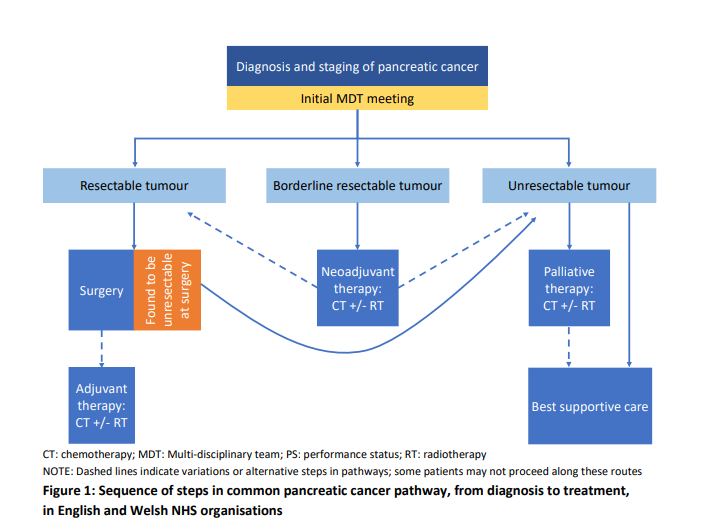 Diagnosis and staging of pancreatic cancer
Initial MDT meeting
Resectable tumour
Borderline resectable tumour
Unresectable tumour
Surgery
Found to be
unresectable
at surgery
Neoadjuvant
therapy:
CT +/- RT
Palliative
therapy:
CT +/- RT
Adjuvant
therapy:
CT +/- RT
Best supportive care
CT: chemotherapy; MDT: Multi-disciplinary team; PS: performance status; RT: radiotherapy
NOTE: Dashed lines indicate variations or alternative steps in pathways; some patients may not proceed along these routes
Figure 1: Sequence of steps in common pancreatic cancer pathway, from diagnosis to treatment,
in English and Welsh NHS organisations